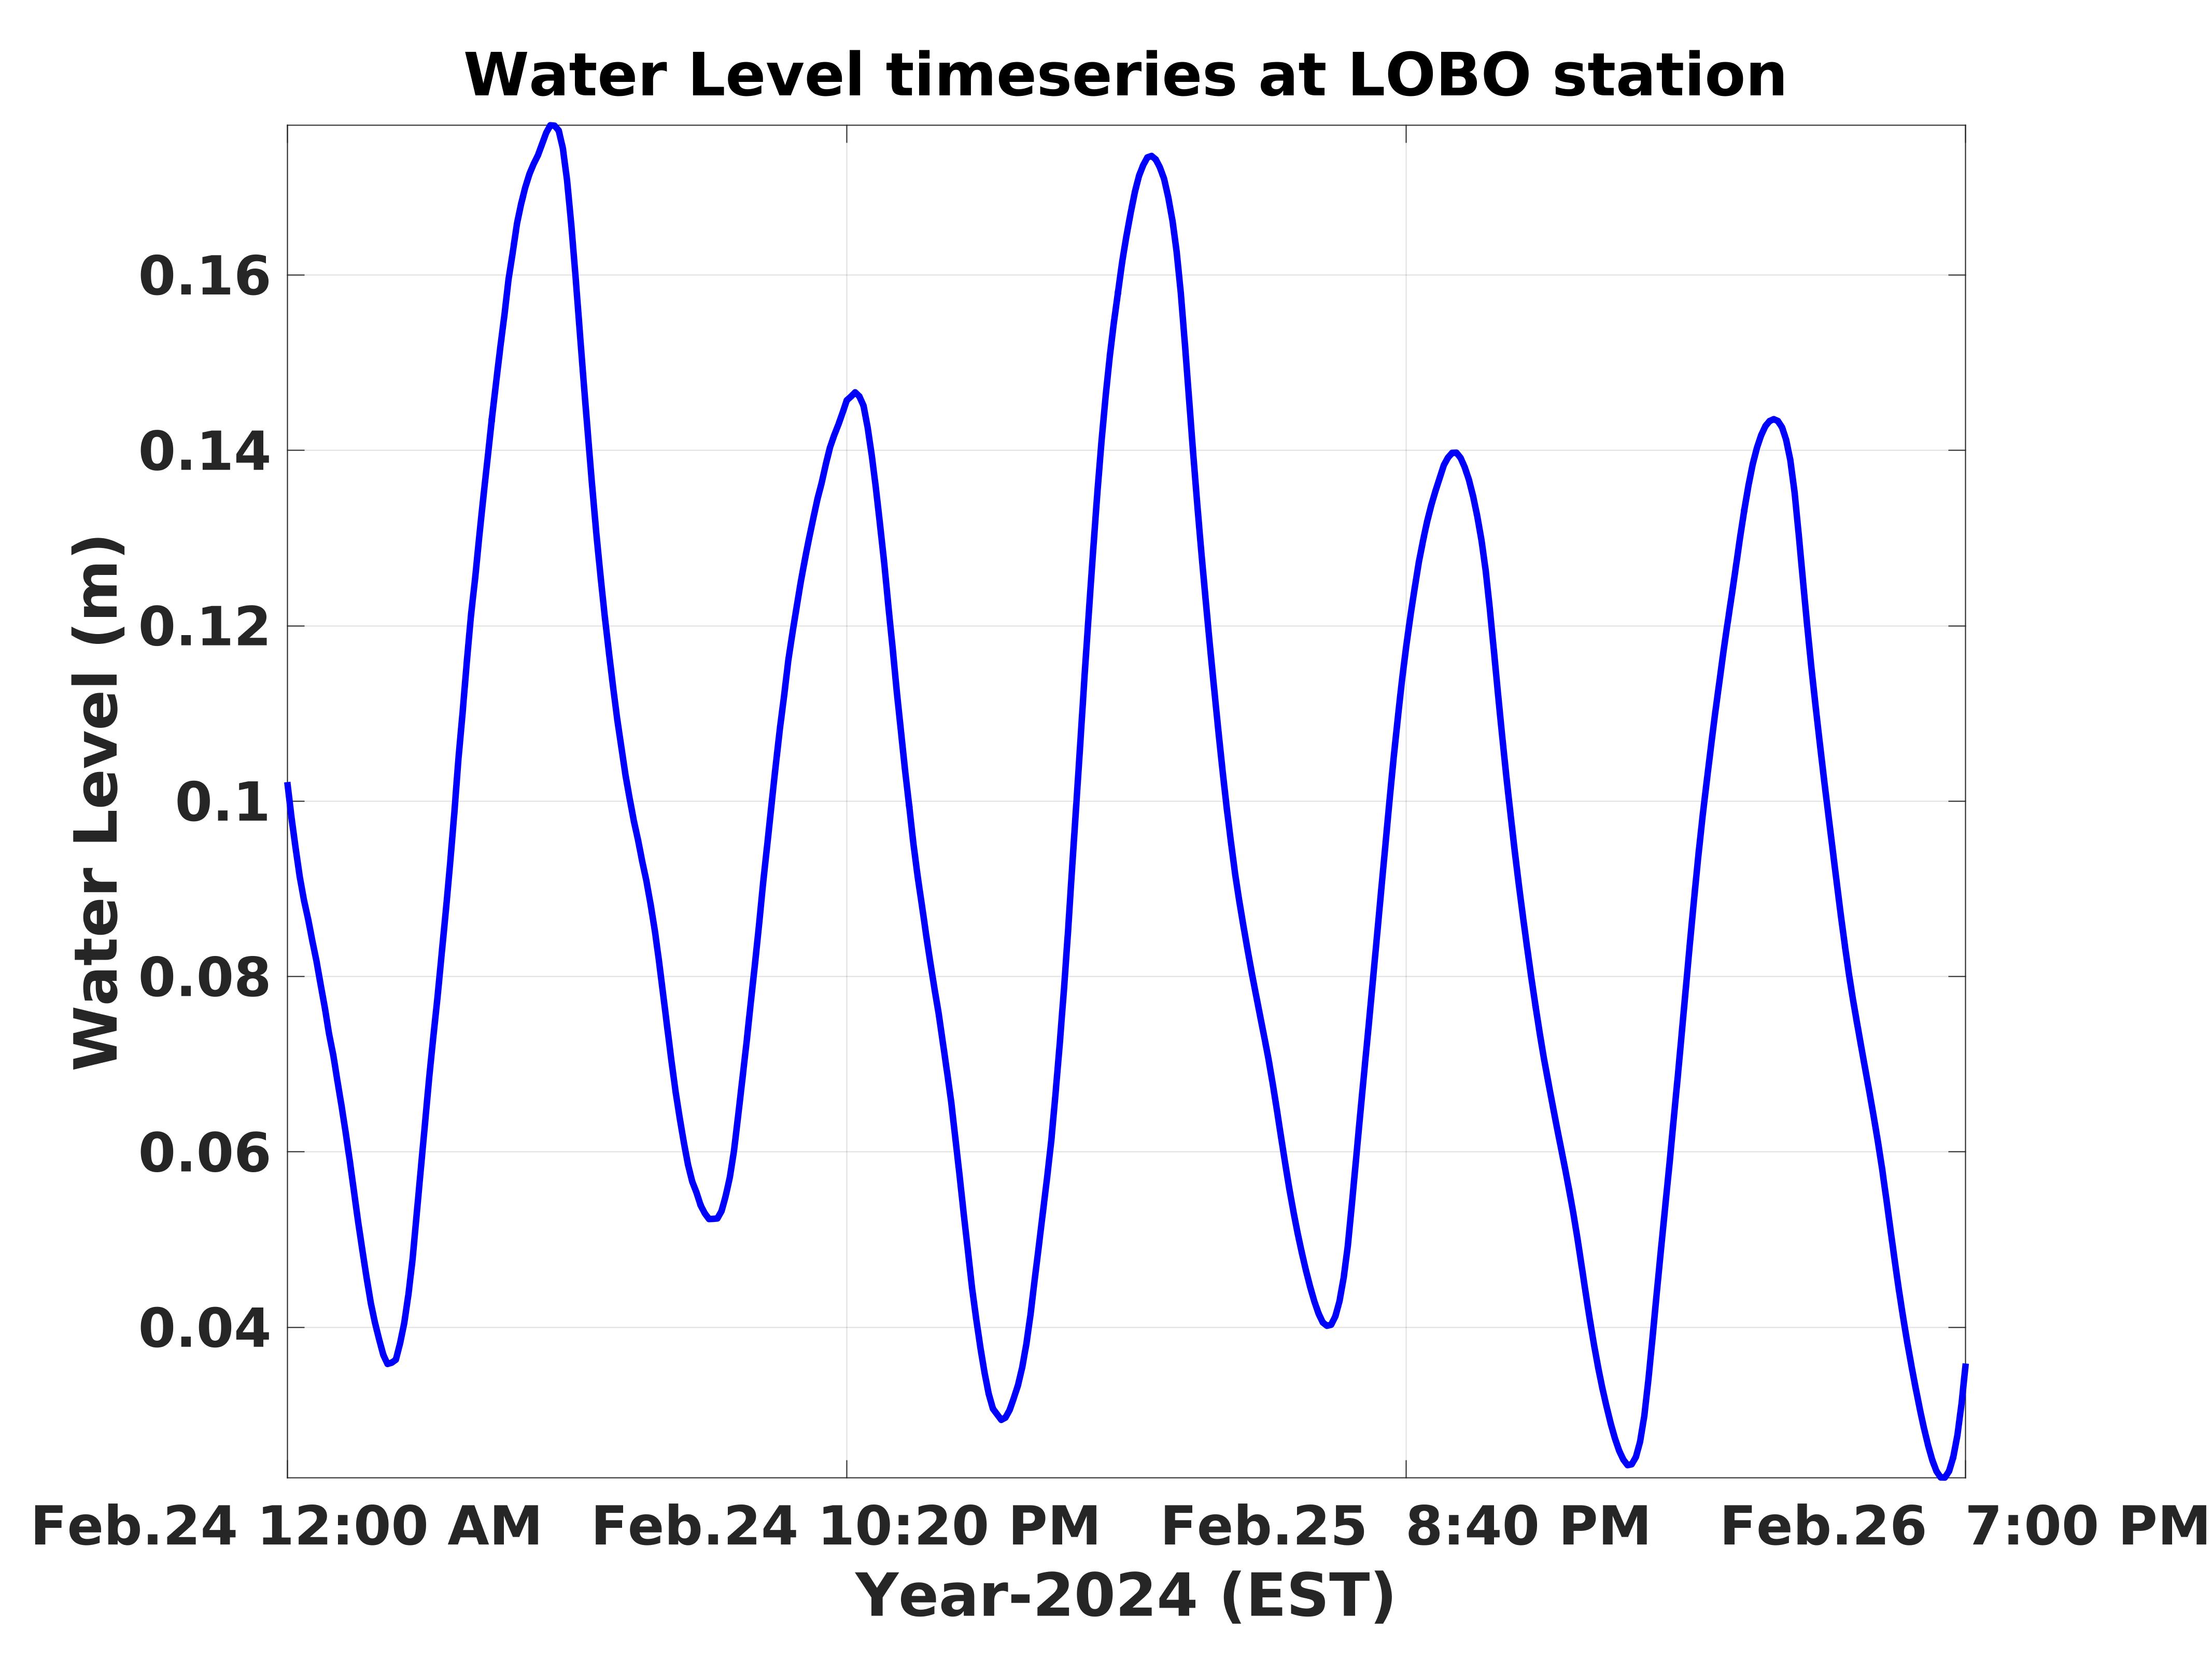 Water Level timeseries at LOBO station
Water Level (m)
0.16
0.14
0.12
0.1
0.08
0.06
0.04
Feb.24 12:00 AM Feb.24 10:20 PM Feb.25 8:40 PM Feb.26 7:00 PM
Year-2024 (EST)